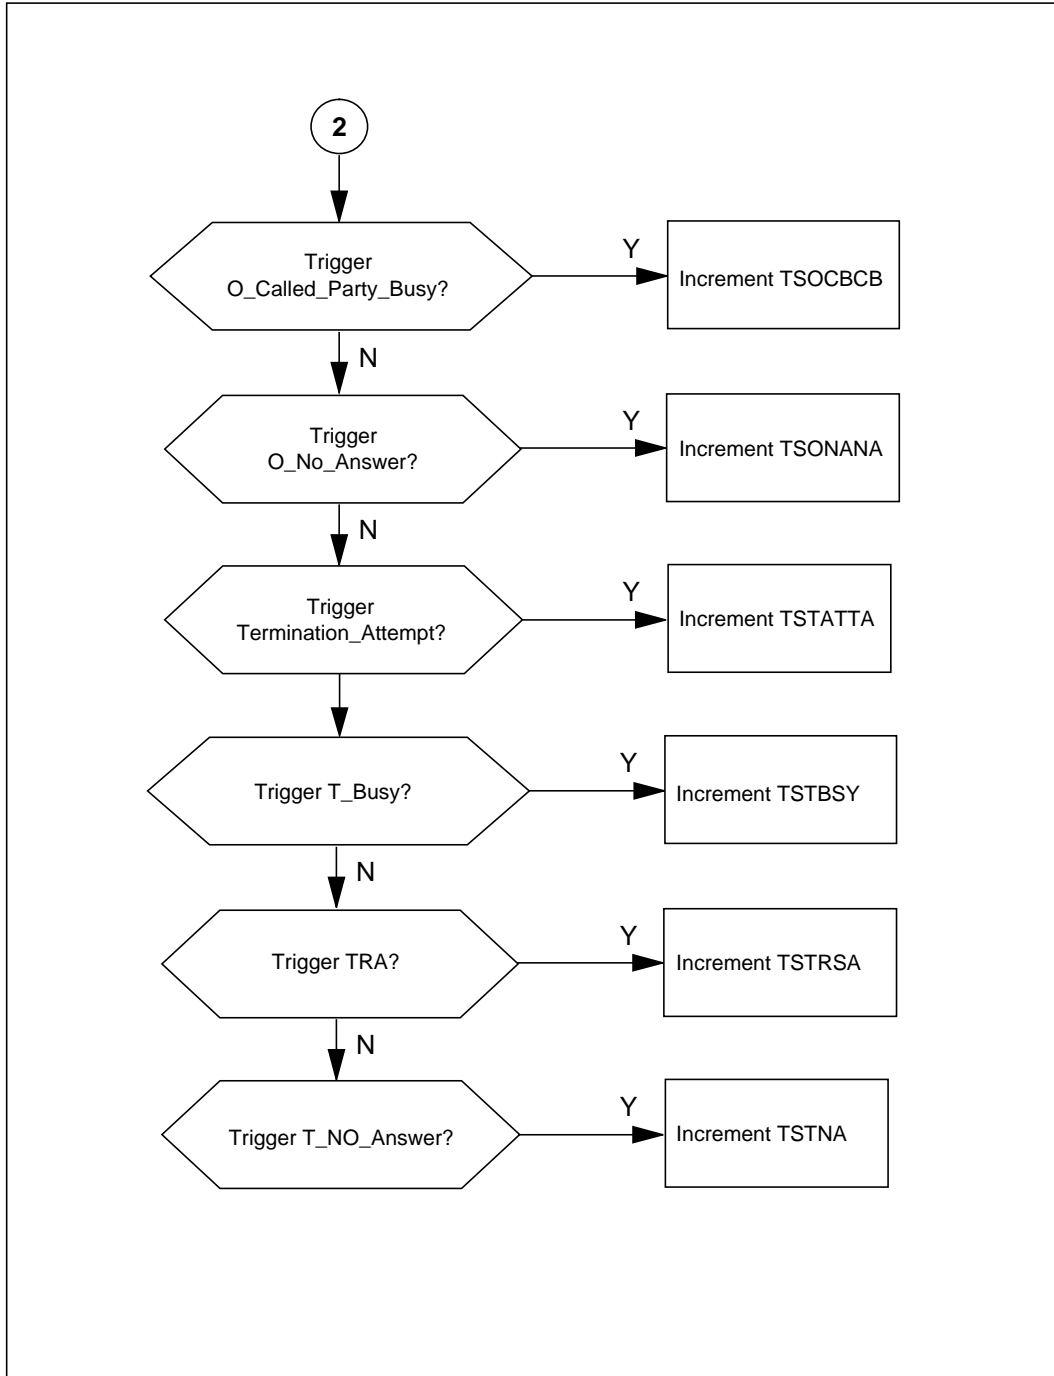 2
Trigger
O_Called_Party_Busy?
Y
Increment TSOCBCB
N
Trigger
O_No_Answer?
Y
Increment TSONANA
N
Trigger
Termination_Attempt?
Y
Increment TSTATTA
Trigger T_Busy?
Y
Increment TSTBSY
N
Trigger TRA?
Y
Increment TSTRSA
N
Trigger T_NO_Answer?
Y
Increment TSTNA